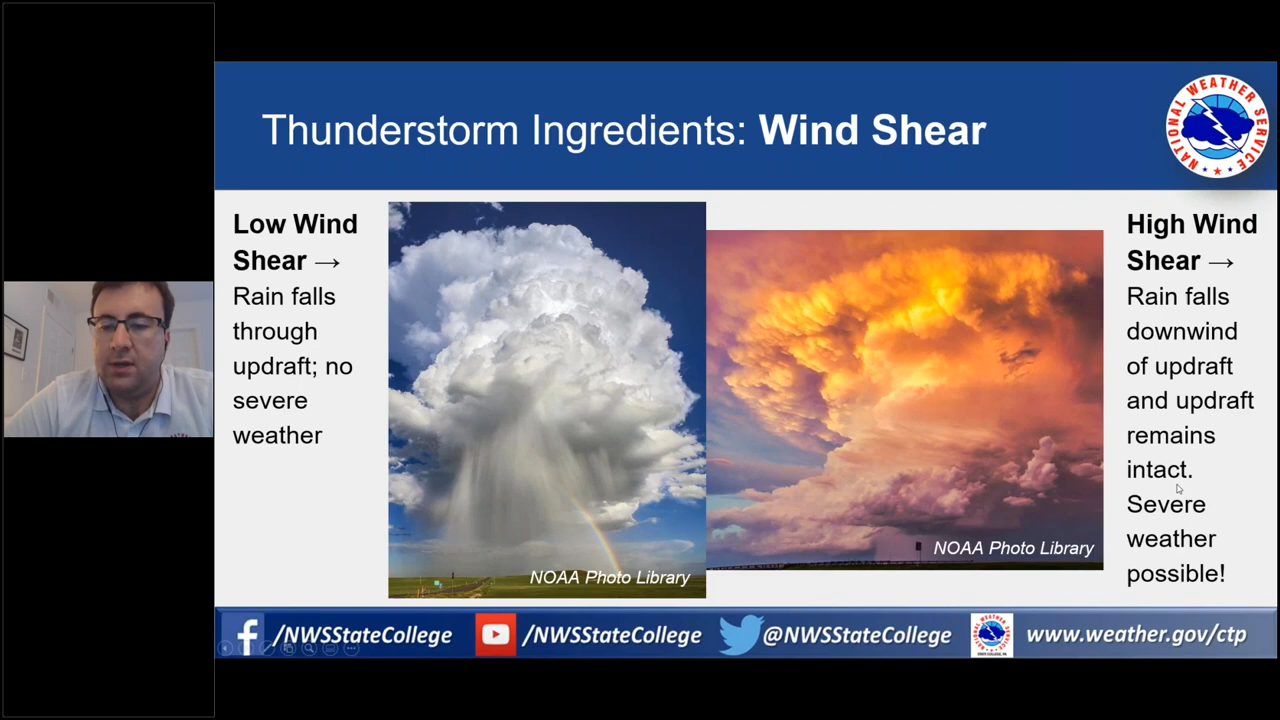 Thunderstorm Ingredients: Wind Shear
NATIONAL WEATHER SERVICE
Low Wind
Shear →
Rain falls
through
updraft; no
severe
weather
NOAA Photo Library
NOAA Photo Library
High Wind
Shear →
Rain falls
downwind
of updraft
and updraft
remains
intact.
Severe
weather
possible!
/NWSStateCollege
/NWSStateCollege
@NWSStateCollege
www.weather.gov/ctp